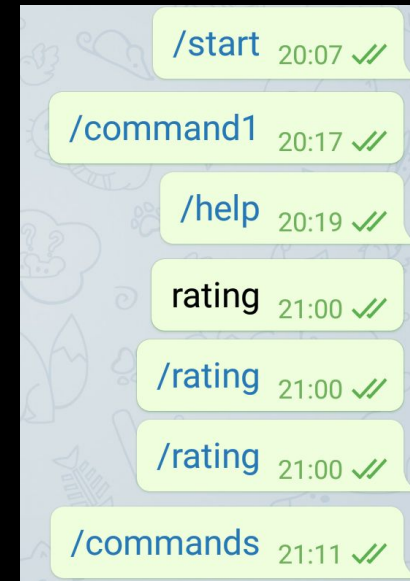 /start 20:07
/command1 20:17
/help 20:19
rating 21:00
/rating 21:00
/rating 21:00
/commands 21:11